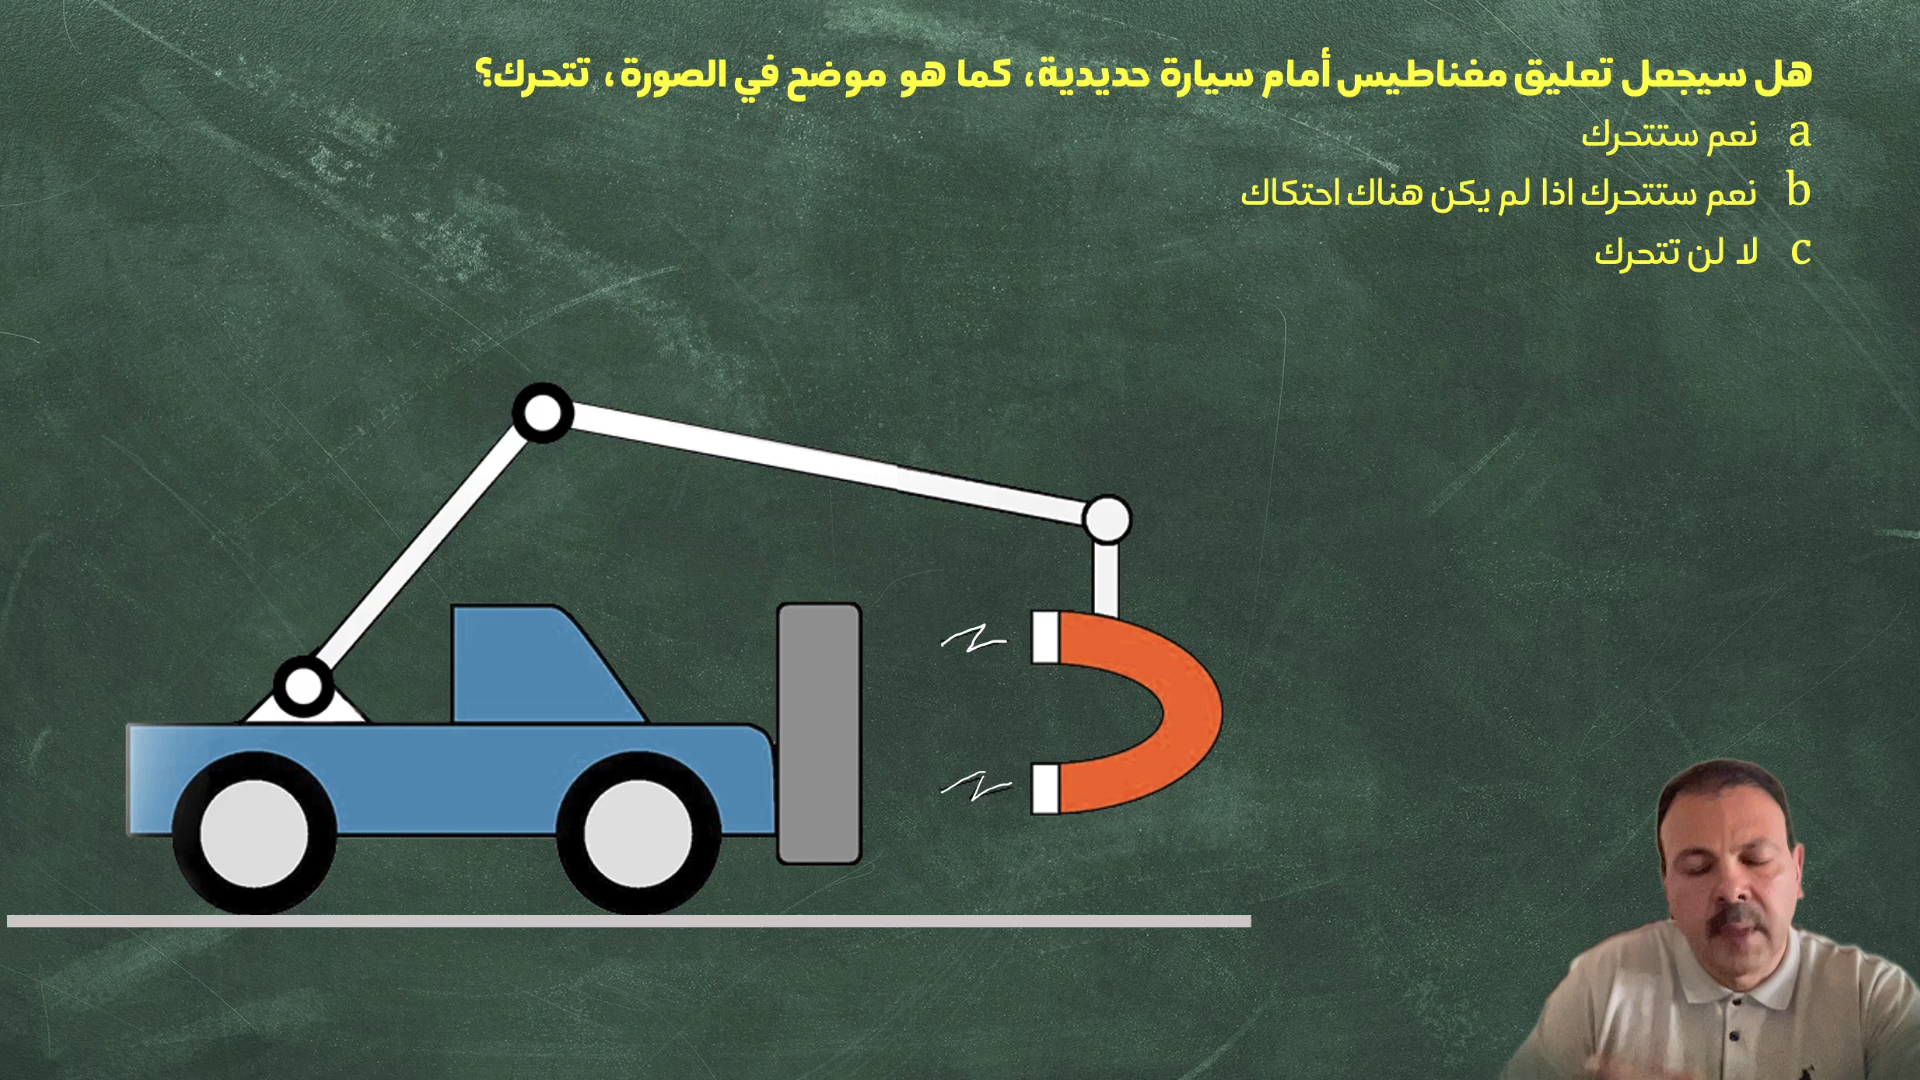 هل سيجعل تعليق مغناطيس أمام سيارة حديدية، كما هو موضح في الصورة ، تتحرك؟
a نعم ستتحرك
b نعم ستتحرك اذا لم يكن هناك احتكاك
c لا لن تتحرك